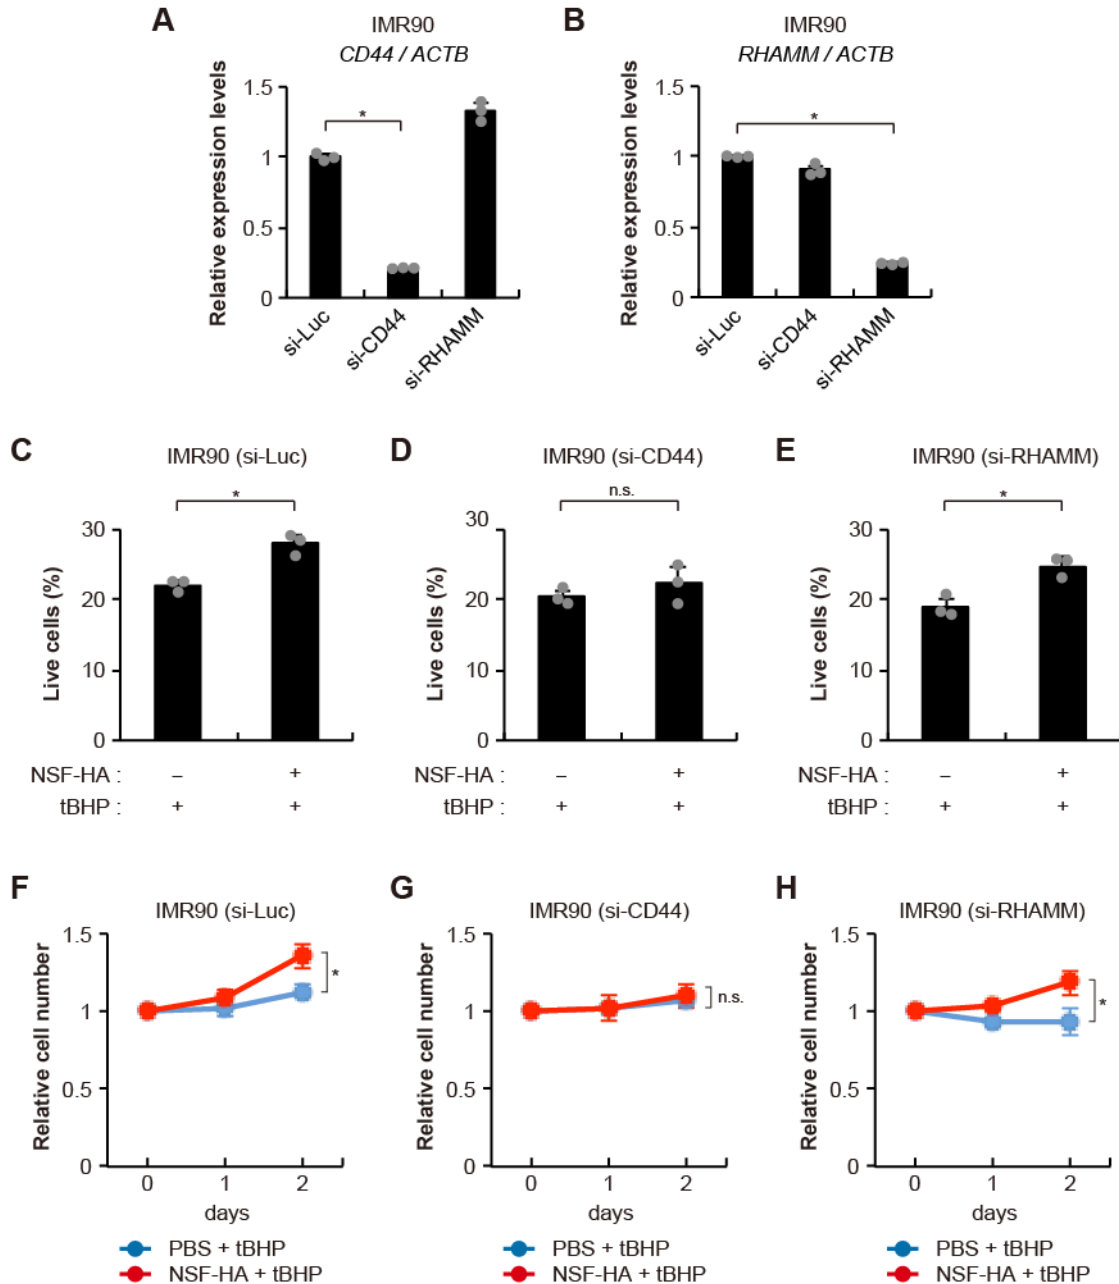 A
IMR90
CD44 / ACTB
Relative expression levels
1.5
1
0.5
0
*
si-Luc
si-CD44
si-RHAMM
B
IMR90
RHAMM / ACTB
Relative expression levels
1.5
1
0.5
0
*
si-Luc
si-CD44
si-RHAMM
C
IMR90 (si-Luc)
*
Live cells (%)
30
20
10
0
NSF-HA : – +
tBHP : + +
D
IMR90 (si-CD44)
n.s.
Live cells (%)
30
20
10
0
NSF-HA : – +
tBHP : + +
E
IMR90 (si-RHAMM)
*
Live cells (%)
30
20
10
0
NSF-HA : – +
tBHP : + +
F
IMR90 (si-Luc)
Relative cell number
1.5
1
0.5
0
*
0 1 2
days
PBS + tBHP
NSF-HA + tBHP
G
IMR90 (si-CD44)
Relative cell number
1.5
1
0.5
0
n.s.
0 1 2
days
PBS + tBHP
NSF-HA + tBHP
H
IMR90 (si-RHAMM)
Relative cell number
1.5
1
0.5
0
*
0 1 2
days
PBS + tBHP
NSF-HA + tBHP